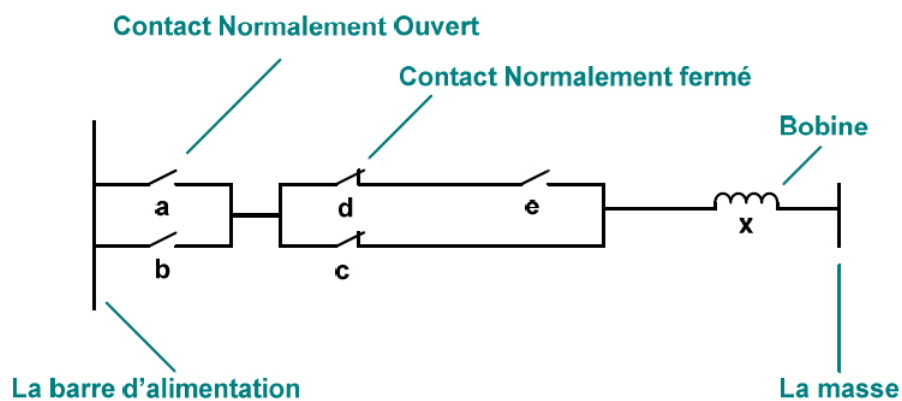 Contact Normalement Ouvert
Contact Normalement fermé
Bobine
a
d
e
x
b
c
La barre d'alimentation
La masse